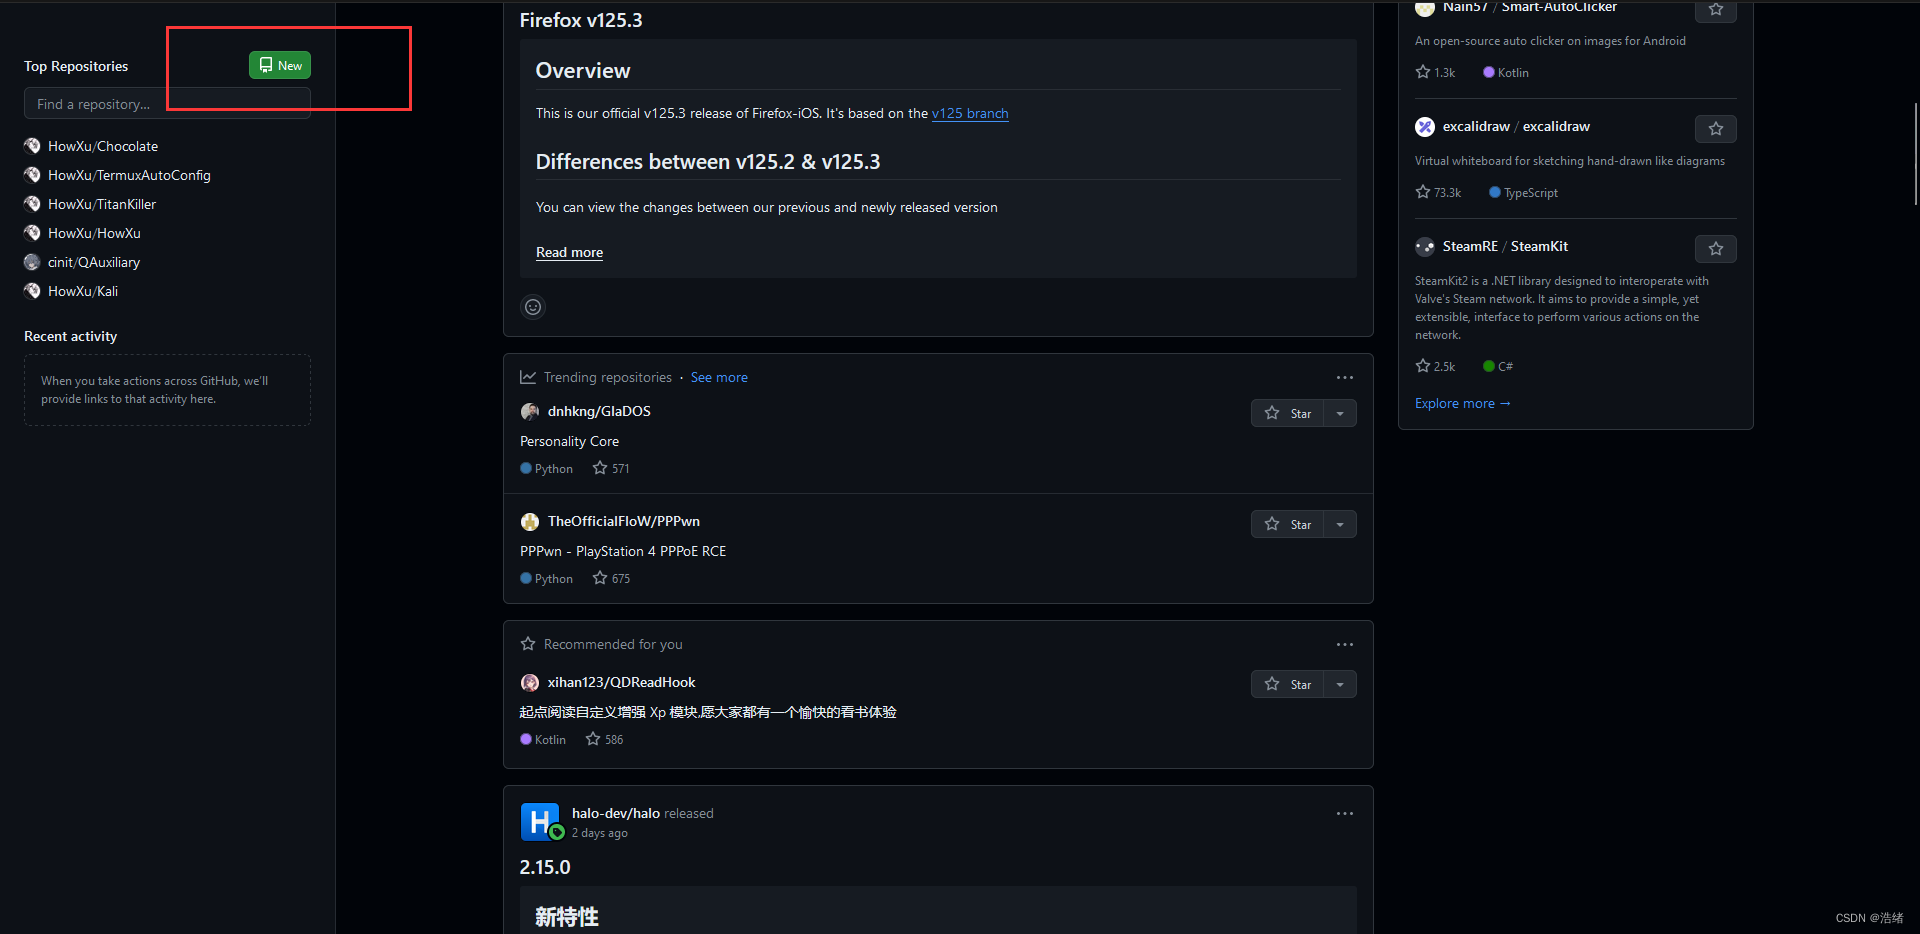 Top Repositories
New
Find a repository...
HowXu/Chocolate
HowXu/TermuxAutoConfig
HowXu/TitanKiller
HowXu/HowXu
cinit/QAuxiliary
HowXu/Kali
Recent activity
When you take actions across GitHub, we'll
provide links to that activity here.
Firefox v125.3
Overview
This is our official v125.3 release of Firefox-iOS. It's based on the v125 branch
Differences between v125.2 & v125.3
You can view the changes between our previous and newly released version
Read more
Trending repositories · See more
dnhkng/GlaDOS
Star
Personality Core
Python 571
TheOfficialFloW/PPPwn
Star
PPPwn - PlayStation 4 PPPoE RCE
Python 675
Recommended for you
xihan123/QDReadHook
Star
起点阅读自定义增强 Xp 模块,愿大家都有一个愉快的看书体验
Kotlin 586
halo-dev/halo released
2 days ago
2.15.0
新特性
Nain57 / Smart-AutoClicker
An open-source auto clicker on images for Android
1.3k Kotlin
excalidraw / excalidraw
Virtual whiteboard for sketching hand-drawn like diagrams
73.3k TypeScript
SteamRE / SteamKit
SteamKit2 is a .NET library designed to interoperate with
Valve's Steam network. It aims to provide a simple, yet
extensible, interface to perform various actions on the
network.
2.5k C#
Explore more →
CSDN @浩绪